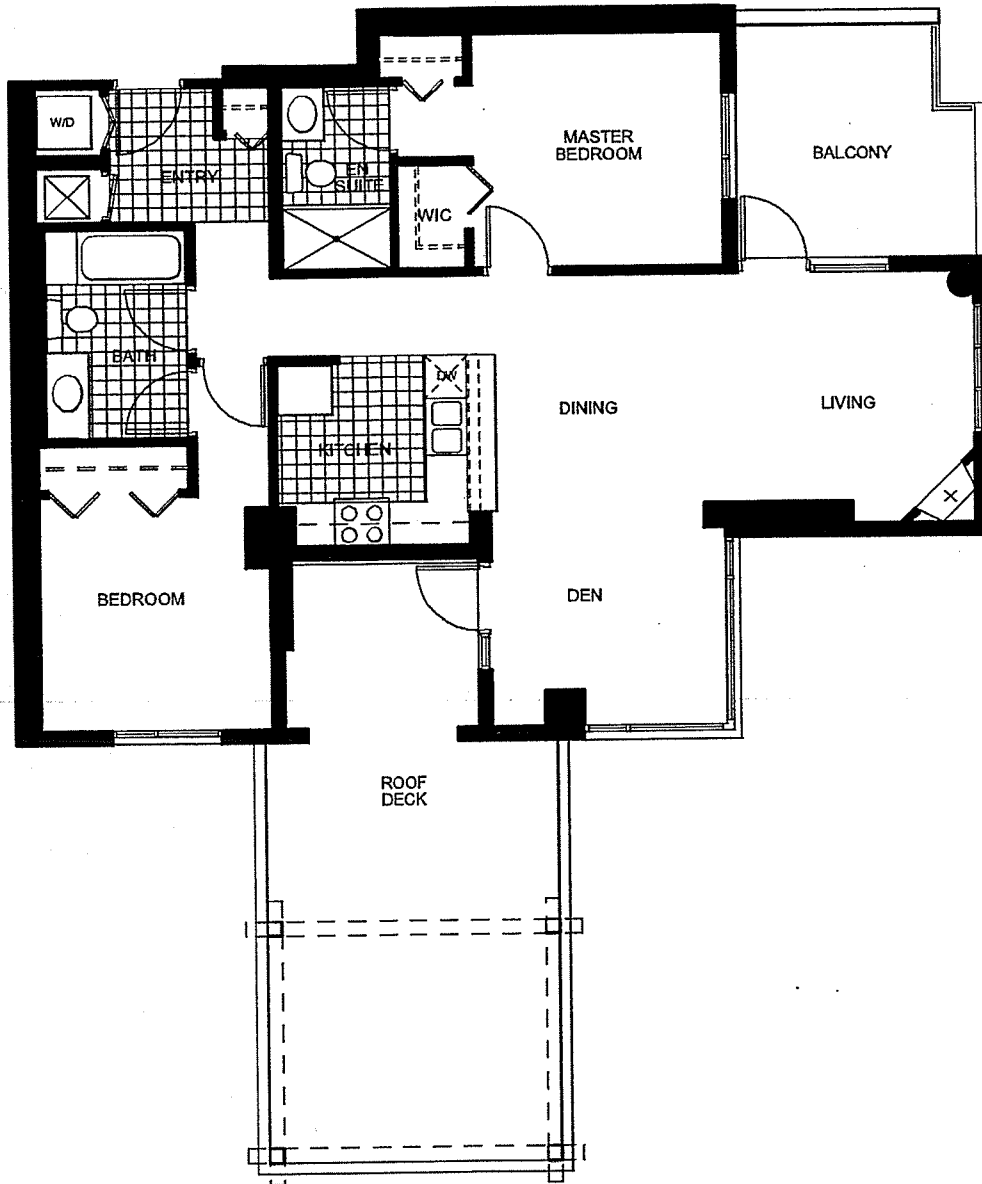 W/D
ENTRY
EN
SUITE
MASTER
BEDROOM
BALCONY
WIC
BATH
DW
KITCHEN
DINING
LIVING
BEDROOM
DEN
ROOF
DECK